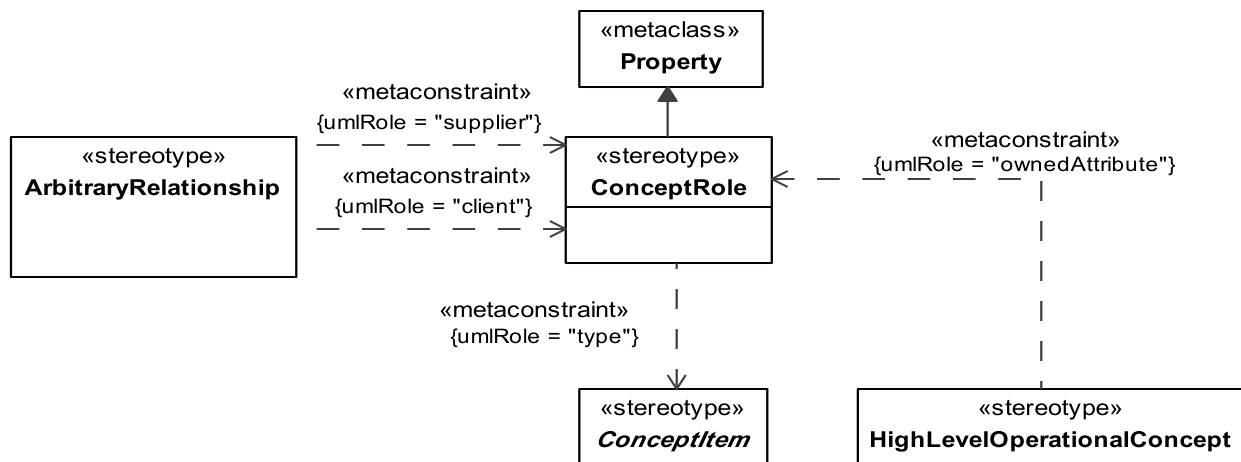 «metaclass»
Property
«metaconstraint»
{umlRole = "supplier"}
«stereotype»
ArbitraryRelationship
«metaconstraint»
{umlRole = "client"}
«stereotype»
ConceptRole
«metaconstraint»
{umlRole = "ownedAttribute"}
«metaconstraint»
{umlRole = "type"}
«stereotype»
ConceptItem
«stereotype»
HighLevelOperationalConcept